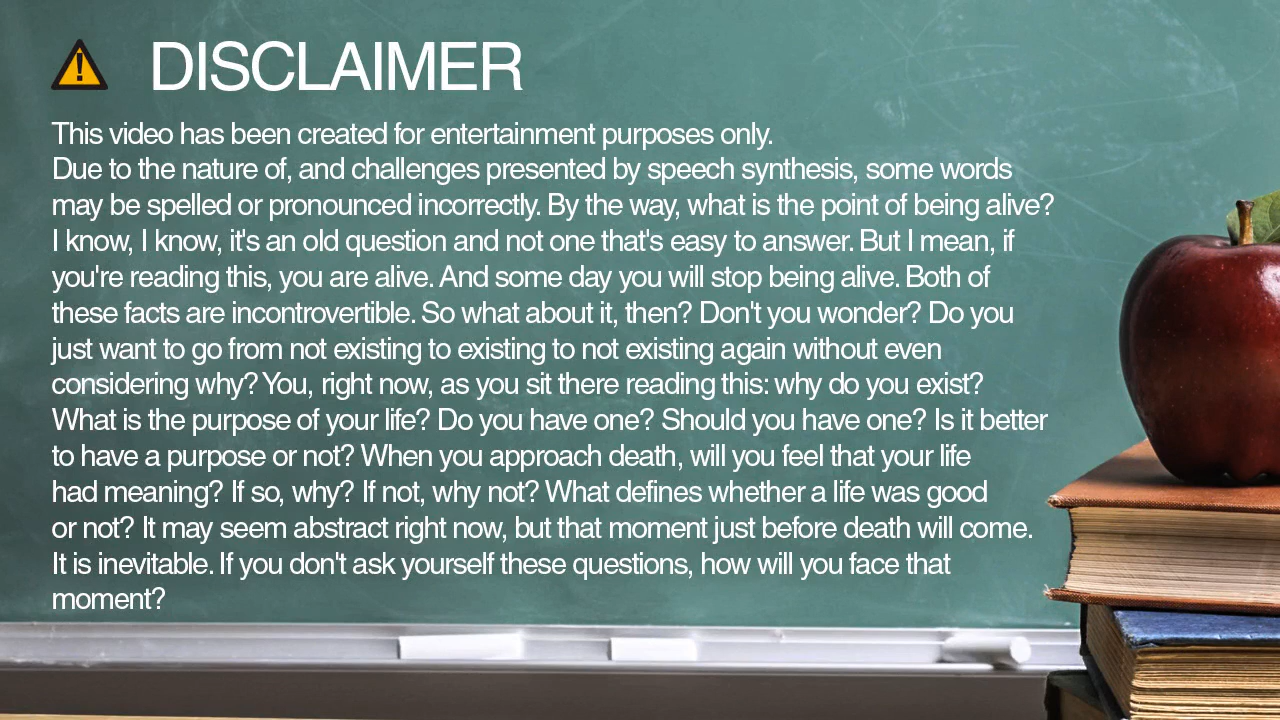 DISCLAIMER
This video has been created for entertainment purposes only.
Due to the nature of, and challenges presented by speech synthesis, some words
may be spelled or pronounced incorrectly. By the way, what is the point of being alive?
I know, I know, it's an old question and not one that's easy to answer. But I mean, if
you're reading this, you are alive. And some day you will stop being alive. Both of
these facts are incontrovertible. So what about it, then? Don't you wonder? Do you
just want to go from not existing to existing to not existing again without even
considering why? You, right now, as you sit there reading this: why do you exist?
What is the purpose of your life? Do you have one? Should you have one? Is it better
to have a purpose or not? When you approach death, will you feel that your life
had meaning? If so, why? If not, why not? What defines whether a life was good
or not? It may seem abstract right now, but that moment just before death will come.
It is inevitable. If you don't ask yourself these questions, how will you face that
moment?